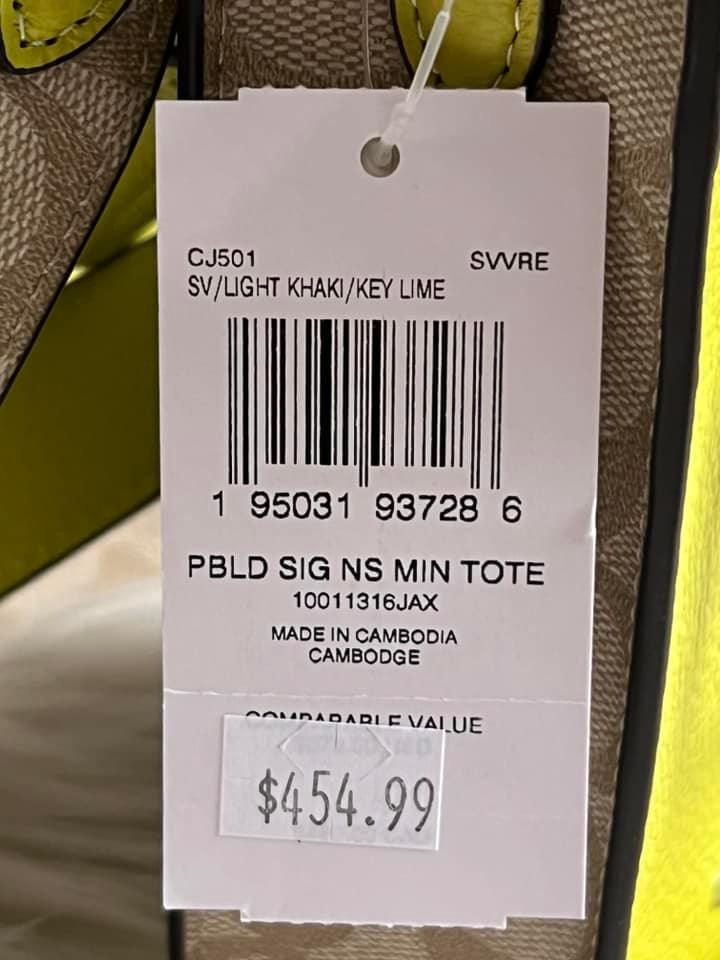 CJ501 SVVRE
SV/LIGHT KHAKI/KEY LIME
1 95031 93728 6
PBLD SIG NS MIN TOTE
10011316JAX
MADE IN CAMBODIA
CAMBODGE
COMPARABLE VALUE
$454.99